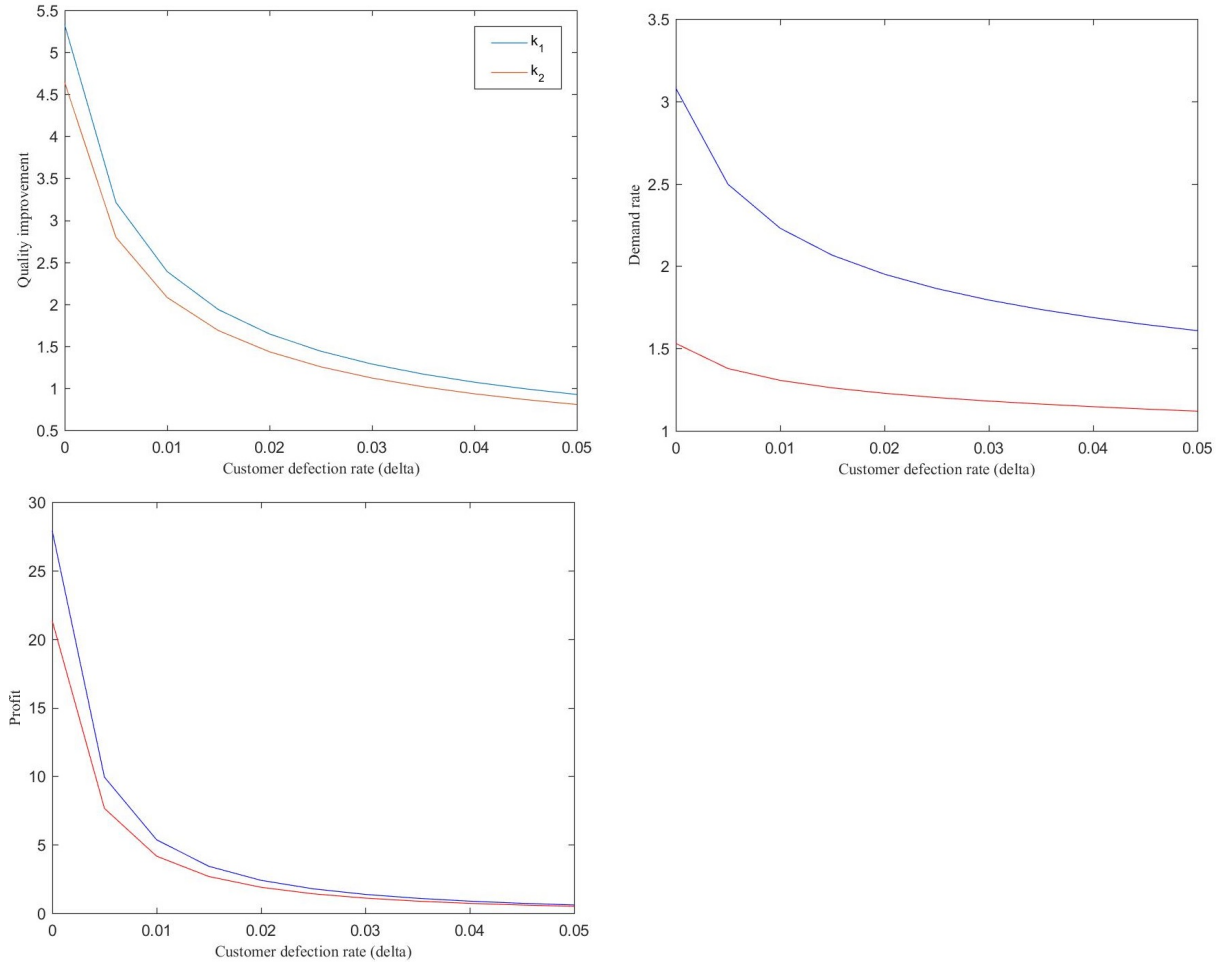 5.5
5
4.5
4
3.5
3
2.5
2
1.5
1
0.5
Quality improvement
k1
k2
0 0.01 0.02 0.03 0.04 0.05
Customer defection rate (delta)
3.5
3
2.5
2
1.5
1
Demand rate
0 0.01 0.02 0.03 0.04 0.05
Customer defection rate (delta)
30
25
20
15
10
5
0
Profit
0 0.01 0.02 0.03 0.04 0.05
Customer defection rate (delta)